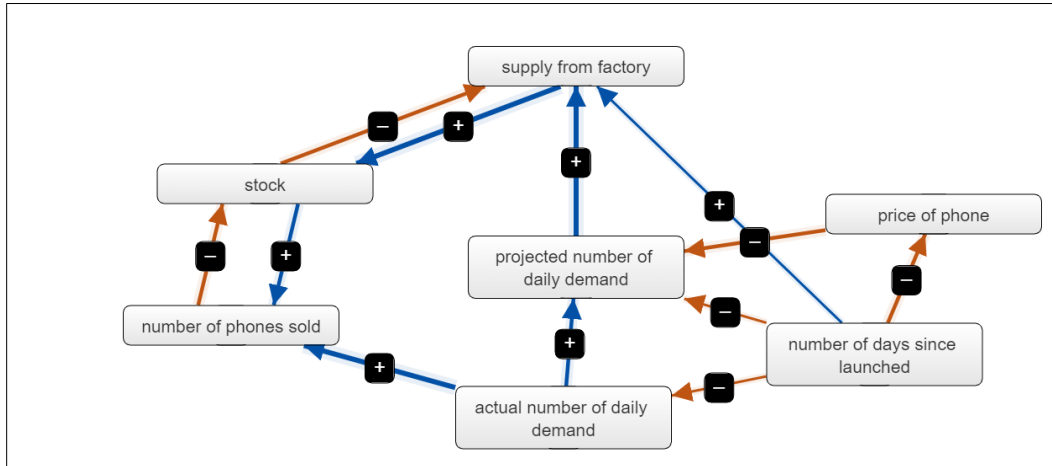 supply from factory
–
+
stock
+
+
price of phone
–
–
+
projected number of
daily demand
–
number of phones sold
–
number of days since
launched
+
+
–
actual number of daily
demand